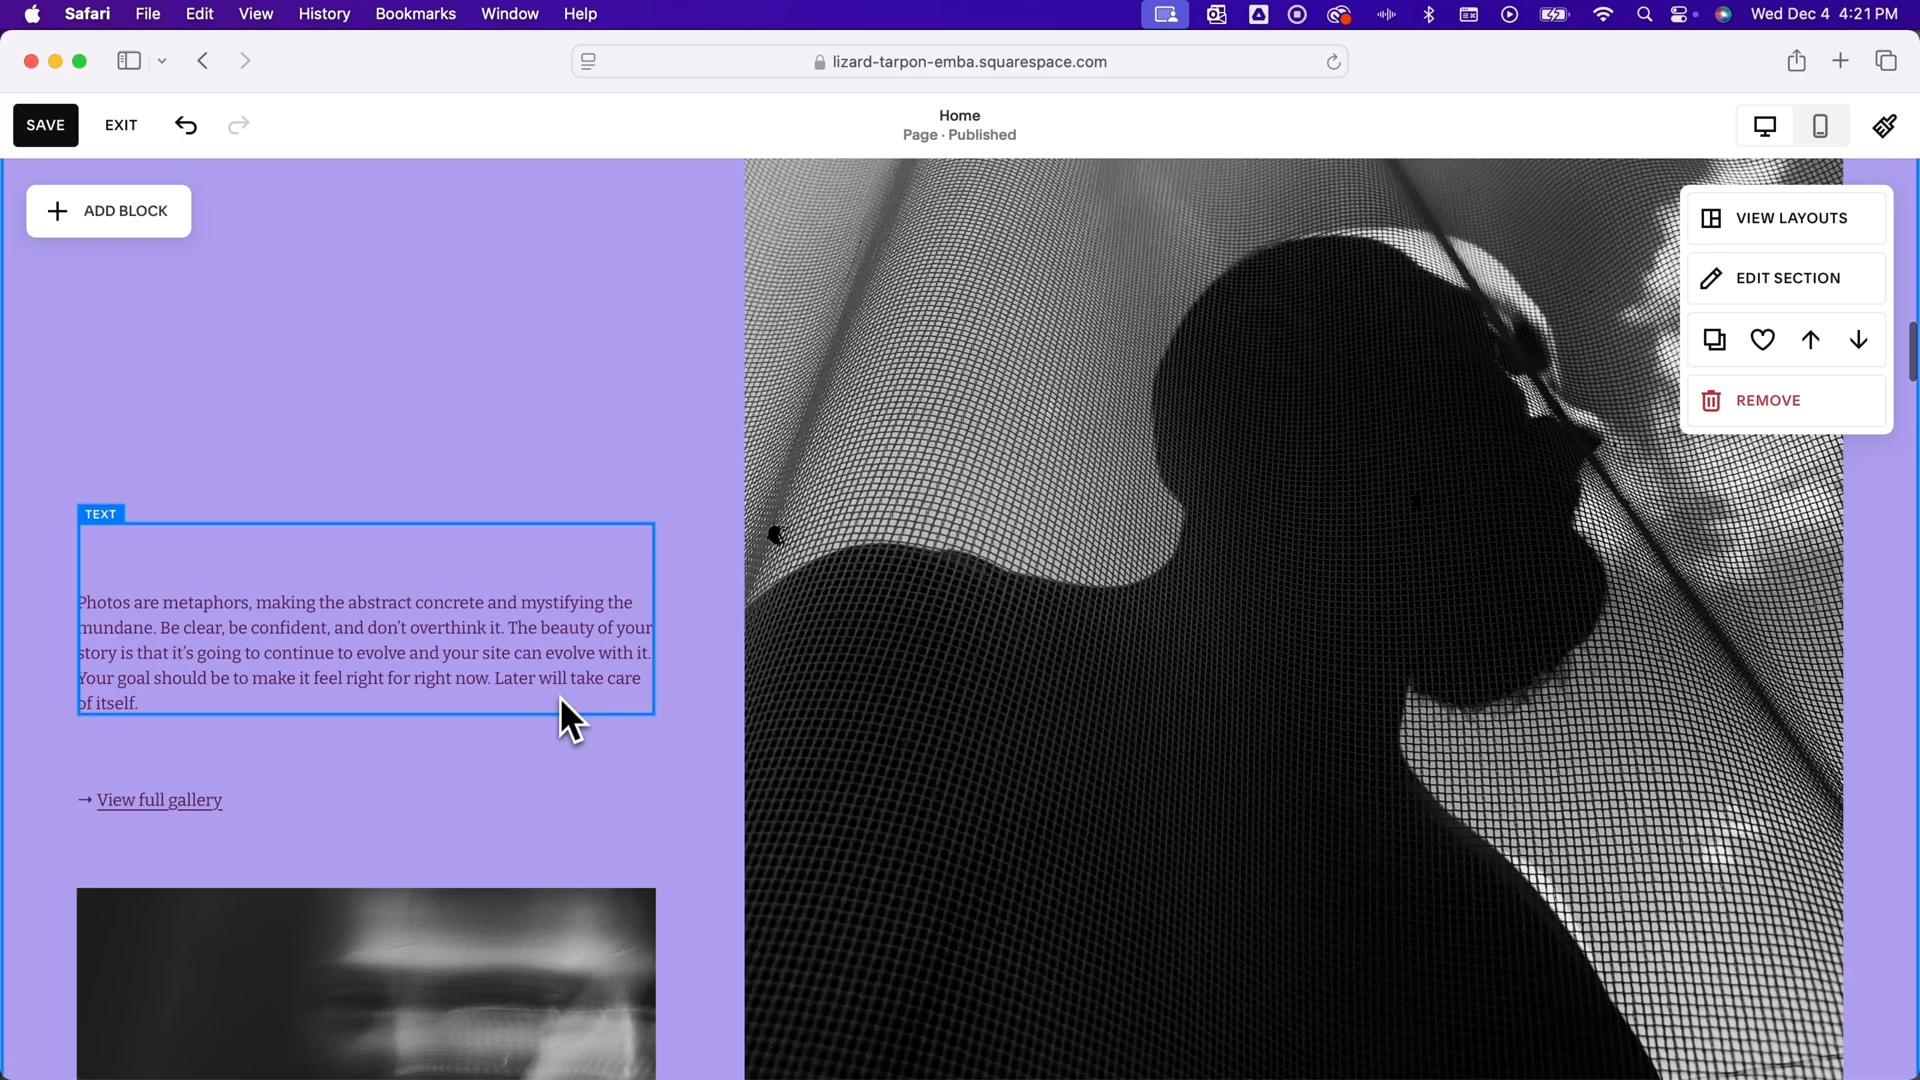 Safari File Edit View History Bookmarks Window Help Wed Dec 4 4:21 PM
lizard-tarpon-emba.squarespace.com
SAVE EXIT
Home
Page · Published
ADD BLOCK
VIEW LAYOUTS
EDIT SECTION
REMOVE
TEXT
Photos are metaphors, making the abstract concrete and mystifying the
mundane. Be clear, be confident, and don't overthink it. The beauty of your
story is that it's going to continue to evolve and your site can evolve with it.
Your goal should be to make it feel right for right now. Later will take care
of itself.
→ View full gallery